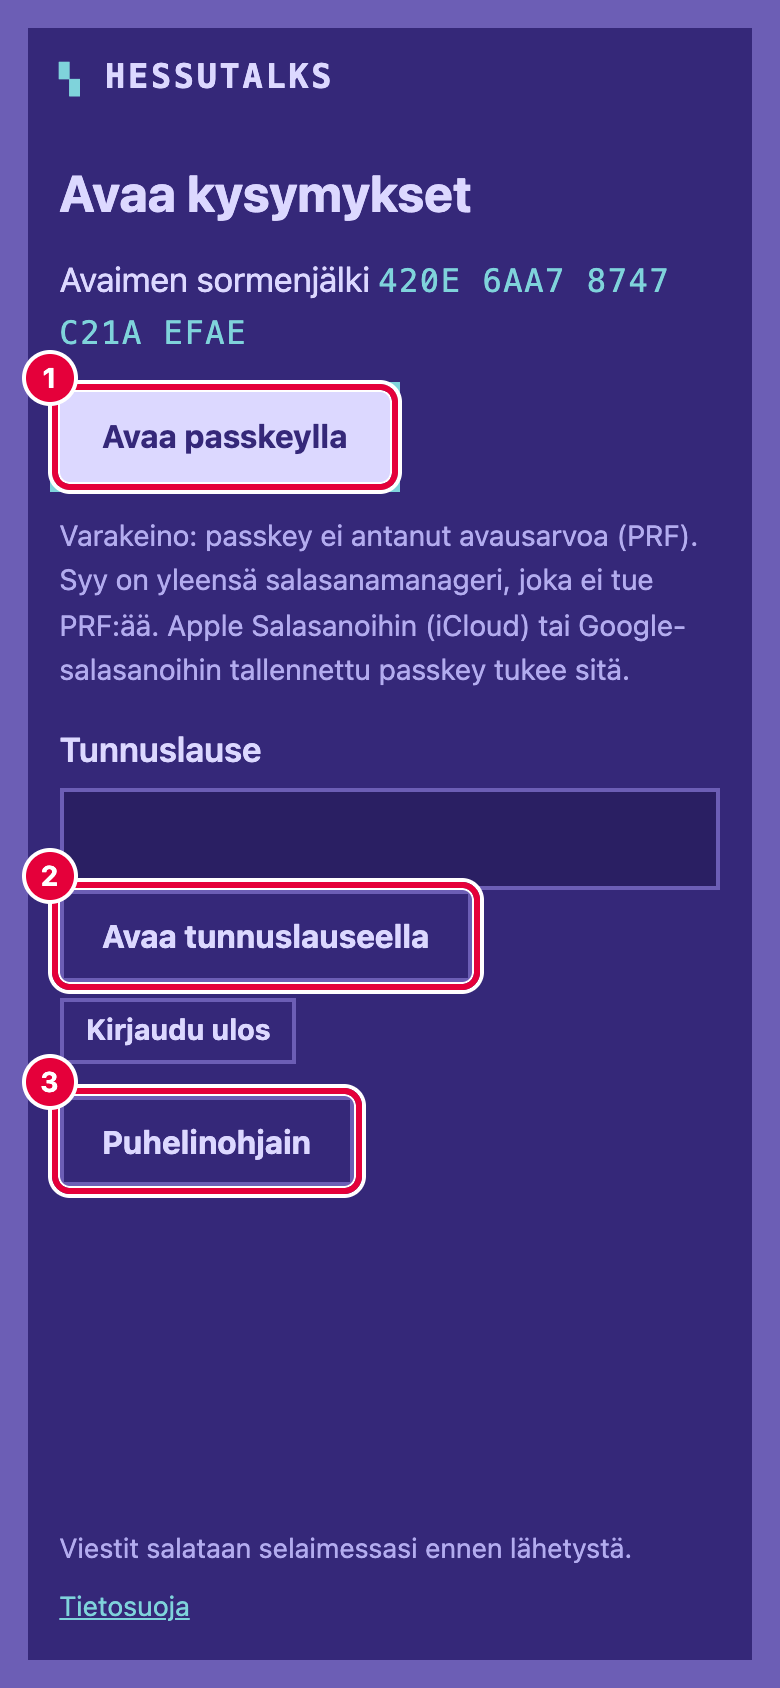 HESSUTALKS
Avaa kysymykset
Avaimen sormenjälki 420E 6AA7 8747
C21A EFAE
1
Avaa passkeylla
Varakeino: passkey ei antanut avausarvoa (PRF).
Syy on yleensä salasanamanageri, joka ei tue
PRF:ää. Apple Salasanoihin (iCloud) tai Google-
salasanoihin tallennettu passkey tukee sitä.
Tunnuslause
2
Avaa tunnuslauseella
Kirjaudu ulos
3
Puhelinohjain
Viestit salataan selaimessasi ennen lähetystä.
Tietosuoja